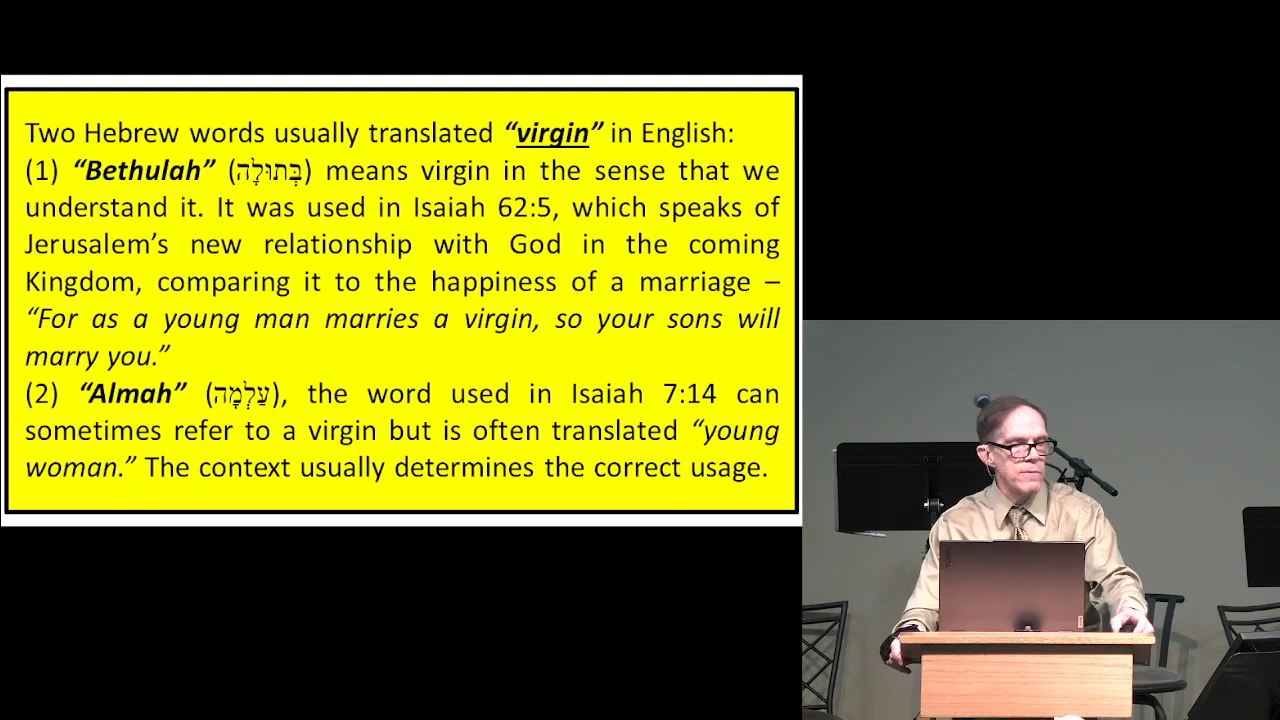 Two Hebrew words usually translated “virgin” in English:
(1) “Bethulah” (בְּתוּלָה) means virgin in the sense that we
understand it. It was used in Isaiah 62:5, which speaks of
Jerusalem’s new relationship with God in the coming
Kingdom, comparing it to the happiness of a marriage –
“For as a young man marries a virgin, so your sons will
marry you.”
(2) “Almah” (עַלְמָה), the word used in Isaiah 7:14 can
sometimes refer to a virgin but is often translated “young
woman.” The context usually determines the correct usage.